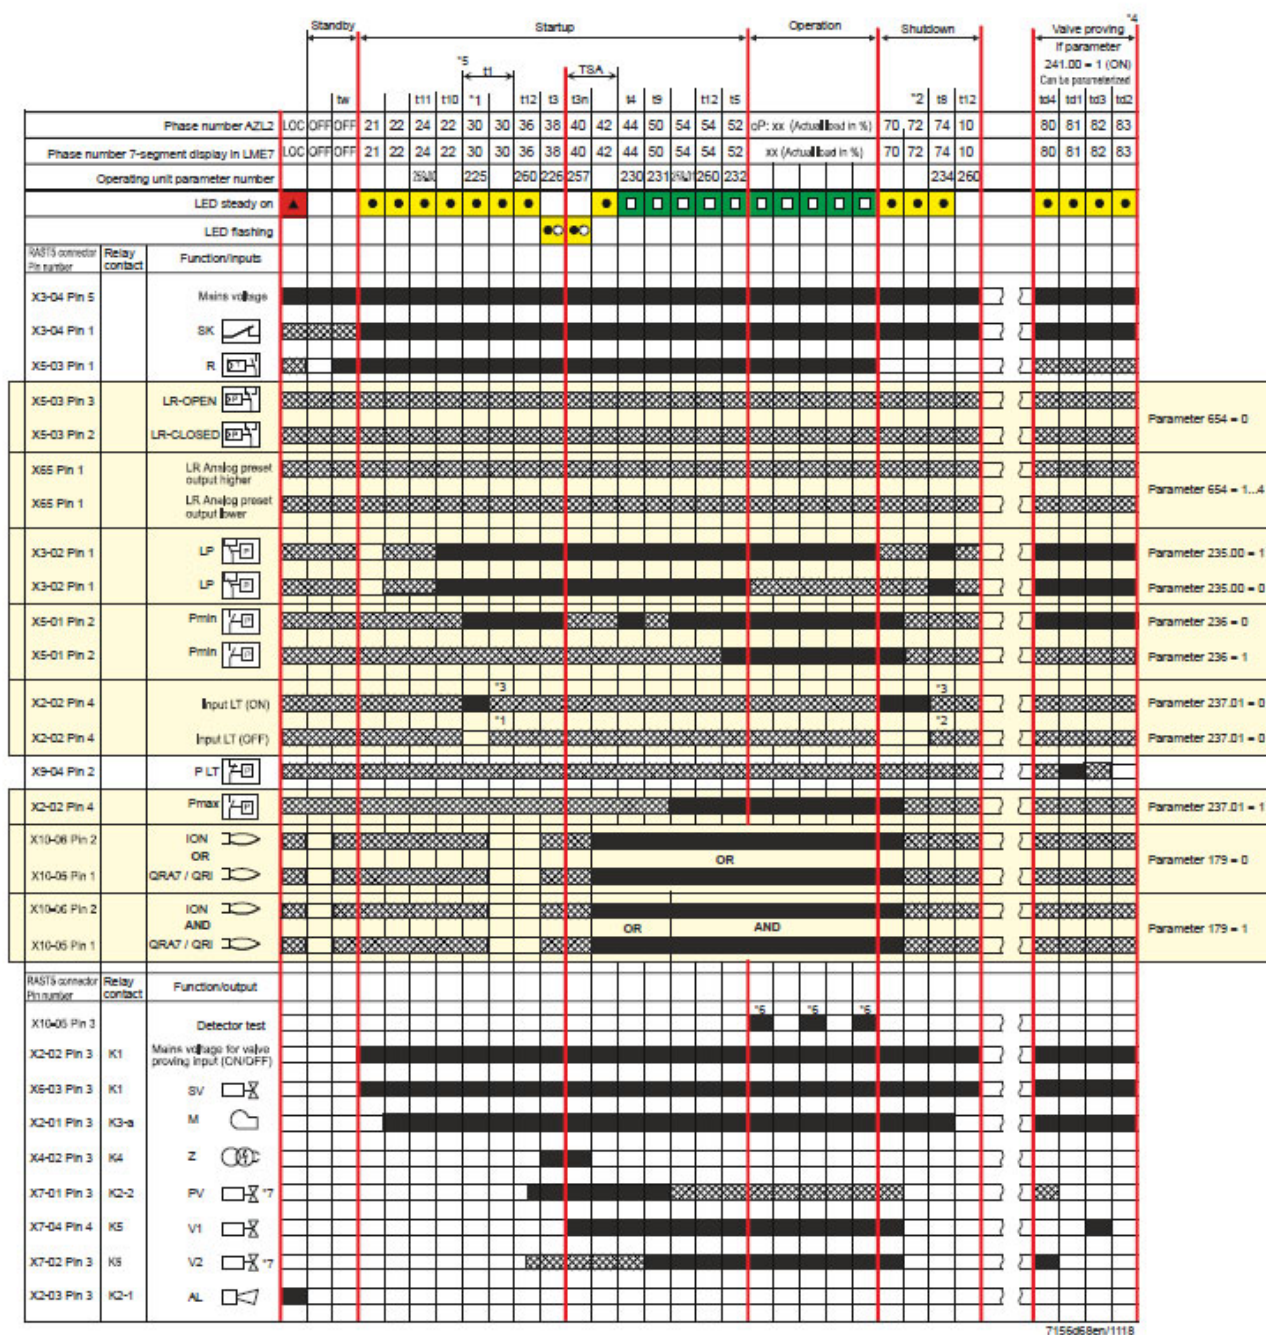 *4
Standby Startup Operation Shutdown Valve proving
If parameter
241.00 = 1 (ON)
Can be parameterized
*5
t1 TSA
tw t11 t10 *1 t12 t3 t3n t4 t9 t12 t5 *2 t8 t12 td4 td1 td3 td2
Phase number AZL2 LOC OFF OFF 21 22 24 22 30 30 36 38 40 42 44 50 54 54 52 oP: xx (Actual load in %) 70 72 74 10 80 81 82 83
Phase number 7-segment display in LME7 LOC OFF OFF 21 22 24 22 30 30 36 38 40 42 44 50 54 54 52 xx (Actual load in %) 70 72 74 10 80 81 82 83
Operating unit parameter number 225 260 226 257 230 231 260 232 234 260
LED steady on
LED flashing
RAST5 connector Pin number Relay contact Function/inputs
X3-04 Pin 5 Mains voltage
X3-04 Pin 1 SK
X5-03 Pin 1 R
X5-03 Pin 3 LR-OPEN
Parameter 654 = 0
X5-03 Pin 2 LR-CLOSED
X65 Pin 1 LR Analog preset output higher
Parameter 654 = 1...4
X65 Pin 1 LR Analog preset output lower
X3-02 Pin 1 LP P Parameter 235.00 = 1
X3-02 Pin 1 LP P Parameter 235.00 = 0
X5-01 Pin 2 Pmin P Parameter 236 = 0
X5-01 Pin 2 Pmin P Parameter 236 = 1
*3 *3
X2-02 Pin 4 Input LT (ON) Parameter 237.01 = 0
*1 *2
X2-02 Pin 4 Input LT (OFF) Parameter 237.01 = 0
X9-04 Pin 2 P LT P
X2-02 Pin 4 Pmax P Parameter 237.01 = 1
X10-06 Pin 2 ION
OR OR Parameter 179 = 0
X10-05 Pin 1 QRA7 / QRI
X10-06 Pin 2 ION
AND OR AND Parameter 179 = 1
X10-05 Pin 1 QRA7 / QRI
RAST5 connector Pin number Relay contact Function/output
*6 *6 *6
X10-05 Pin 3 Detector test
X2-02 Pin 3 K1 Mains voltage for valve proving input (ON/OFF)
X6-03 Pin 3 K1 SV
X2-01 Pin 3 K3-a M
X4-02 Pin 3 K4 Z
X7-01 Pin 3 K2-2 PV *7
X7-04 Pin 4 K5 V1
X7-02 Pin 3 K6 V2 *7
X2-03 Pin 3 K2-1 AL
7156d68en/1118